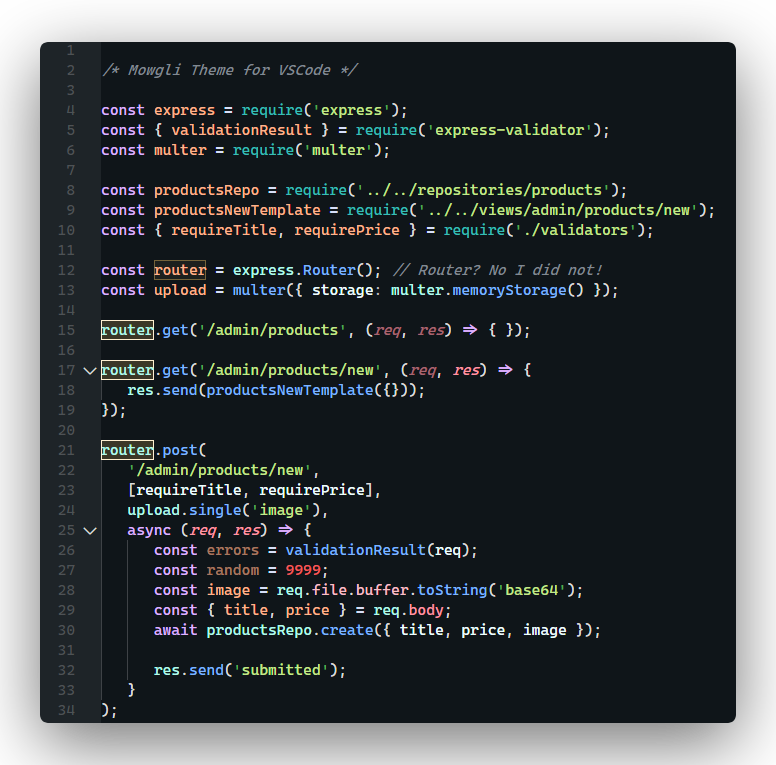 1
2 /* Mowgli Theme for VSCode */
3
4 const express = require('express');
5 const { validationResult } = require('express-validator');
6 const multer = require('multer');
7
8 const productsRepo = require('../../repositories/products');
9 const productsNewTemplate = require('../../views/admin/products/new');
10 const { requireTitle, requirePrice } = require('./validators');
11
12 const router = express.Router(); // Router? No I did not!
13 const upload = multer({ storage: multer.memoryStorage() });
14
15 router.get('/admin/products', (req, res) => { });
16
17 router.get('/admin/products/new', (req, res) => {
18 res.send(productsNewTemplate({}));
19 });
20
21 router.post(
22 '/admin/products/new',
23 [requireTitle, requirePrice],
24 upload.single('image'),
25 async (req, res) => {
26 const errors = validationResult(req);
27 const random = 9999;
28 const image = req.file.buffer.toString('base64');
29 const { title, price } = req.body;
30 await productsRepo.create({ title, price, image });
31
32 res.send('submitted');
33 }
34 );